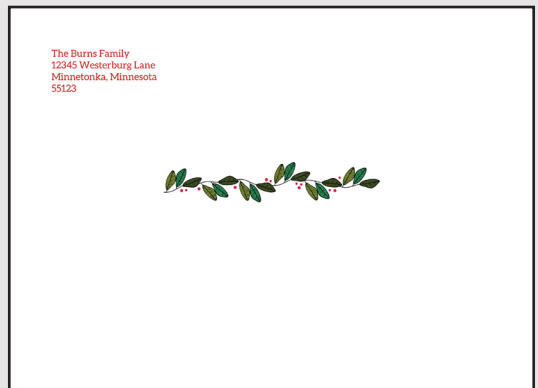 The Burns Family
12345 Westerburg Lane
Minnetonka, Minnesota
55123